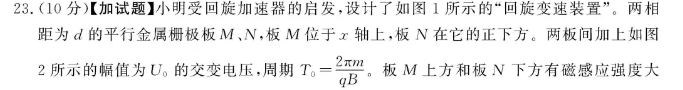 23.(10分)【加试题】小明受回旋加速器的启发,设计了如图1所示的“回旋变速装置”。两相
距为d的平行金属栅极板M、N,板M位于x轴上,板N在它的正下方。两板间加上如图
2所示的幅值为U₀的交变电压,周期T₀=2πm/qB。板M上方和板N下方有磁感应强度大